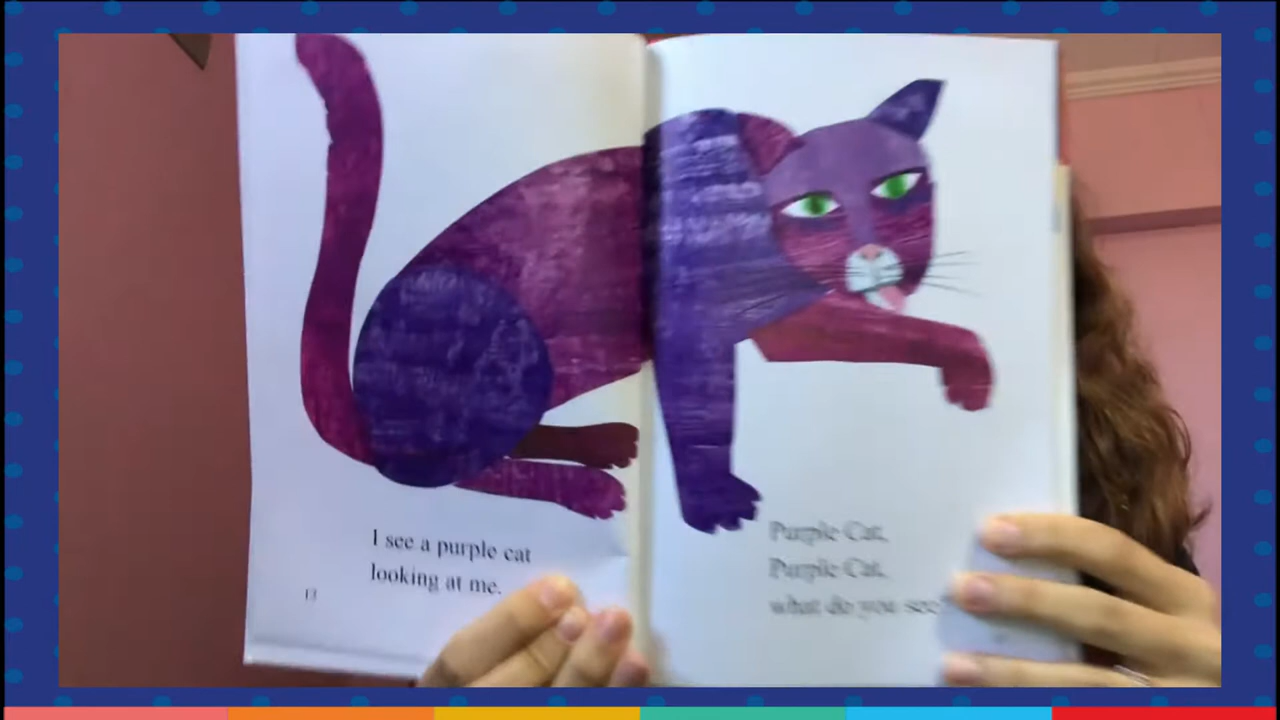 I see a purple cat
looking at me.
13
Purple Cat,
Purple Cat,
what do you see